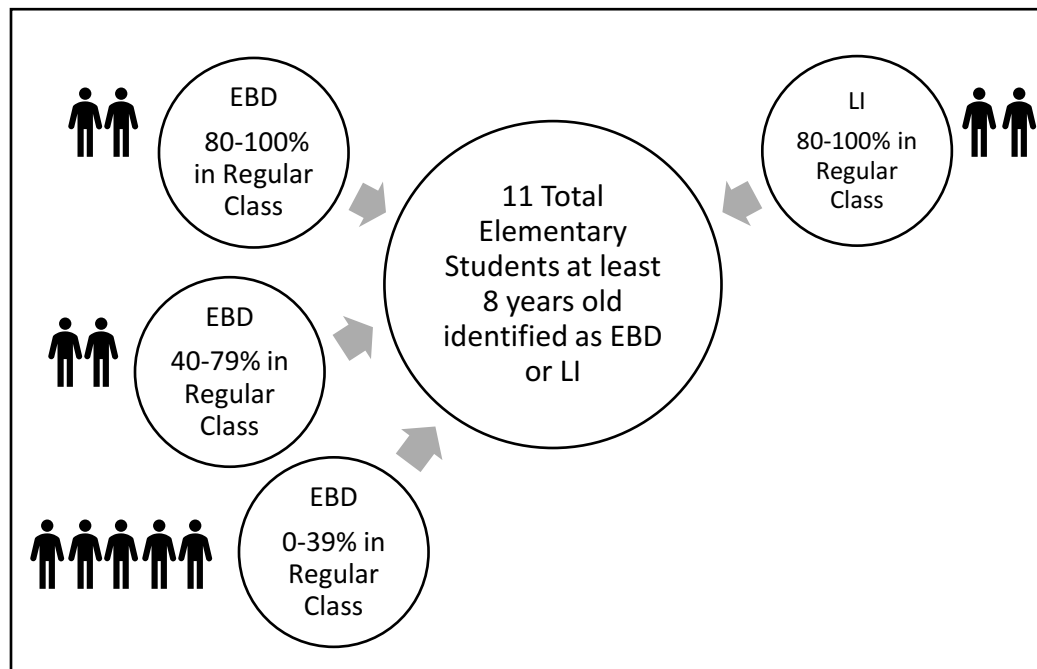 EBD
80-100%
in Regular
Class
EBD
40-79% in
Regular
Class
EBD
0-39% in
Regular
Class
11 Total
Elementary
Students at least
8 years old
identified as EBD
or LI
LI
80-100% in
Regular
Class